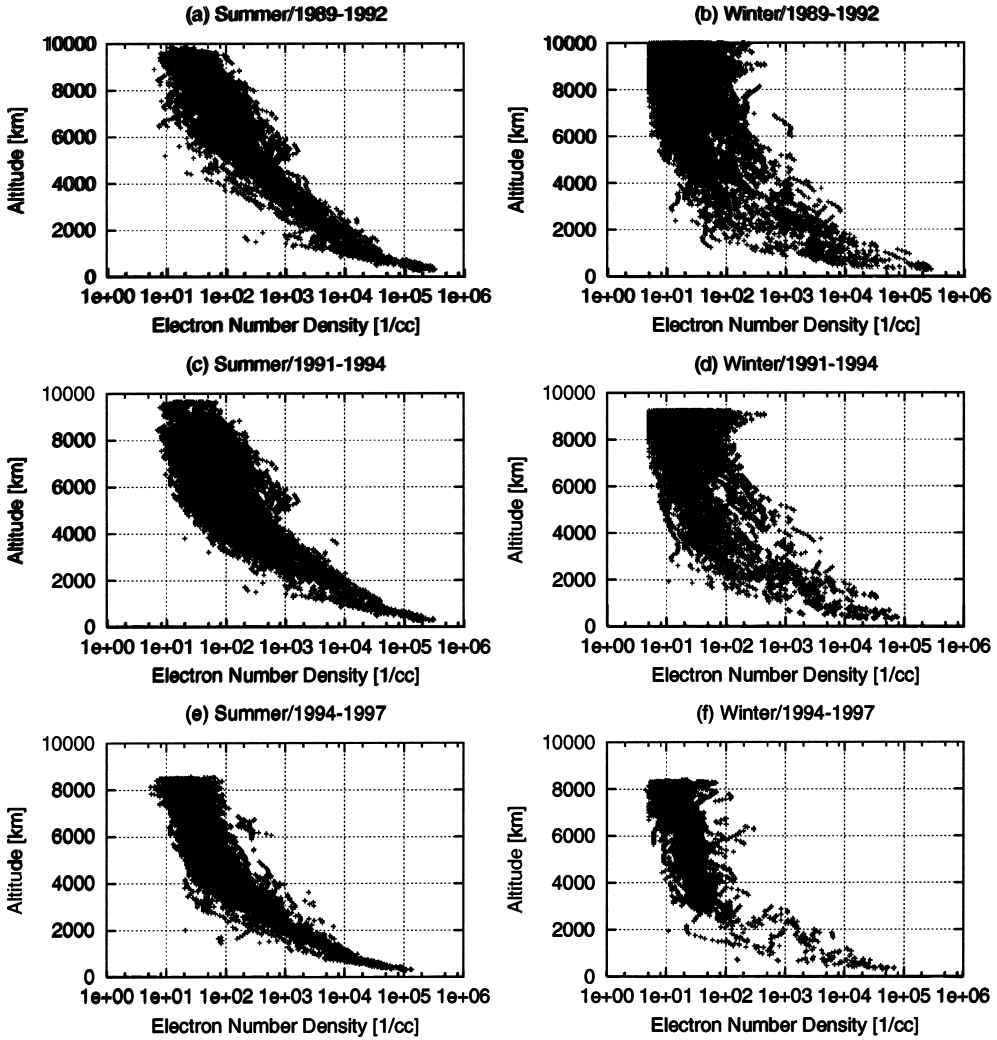 (a) Summer/1989-1992
10000
8000
6000
4000
2000
0
Altitude [km]
1e+00 1e+01 1e+02 1e+03 1e+04 1e+05 1e+06
Electron Number Density [1/cc]
(b) Winter/1989-1992
10000
8000
6000
4000
2000
0
Altitude [km]
1e+00 1e+01 1e+02 1e+03 1e+04 1e+05 1e+06
Electron Number Density [1/cc]
(c) Summer/1991-1994
10000
8000
6000
4000
2000
0
Altitude [km]
1e+00 1e+01 1e+02 1e+03 1e+04 1e+05 1e+06
Electron Number Density [1/cc]
(d) Winter/1991-1994
10000
8000
6000
4000
2000
0
Altitude [km]
1e+00 1e+01 1e+02 1e+03 1e+04 1e+05 1e+06
Electron Number Density [1/cc]
(e) Summer/1994-1997
10000
8000
6000
4000
2000
0
Altitude [km]
1e+00 1e+01 1e+02 1e+03 1e+04 1e+05 1e+06
Electron Number Density [1/cc]
(f) Winter/1994-1997
10000
8000
6000
4000
2000
0
Altitude [km]
1e+00 1e+01 1e+02 1e+03 1e+04 1e+05 1e+06
Electron Number Density [1/cc]